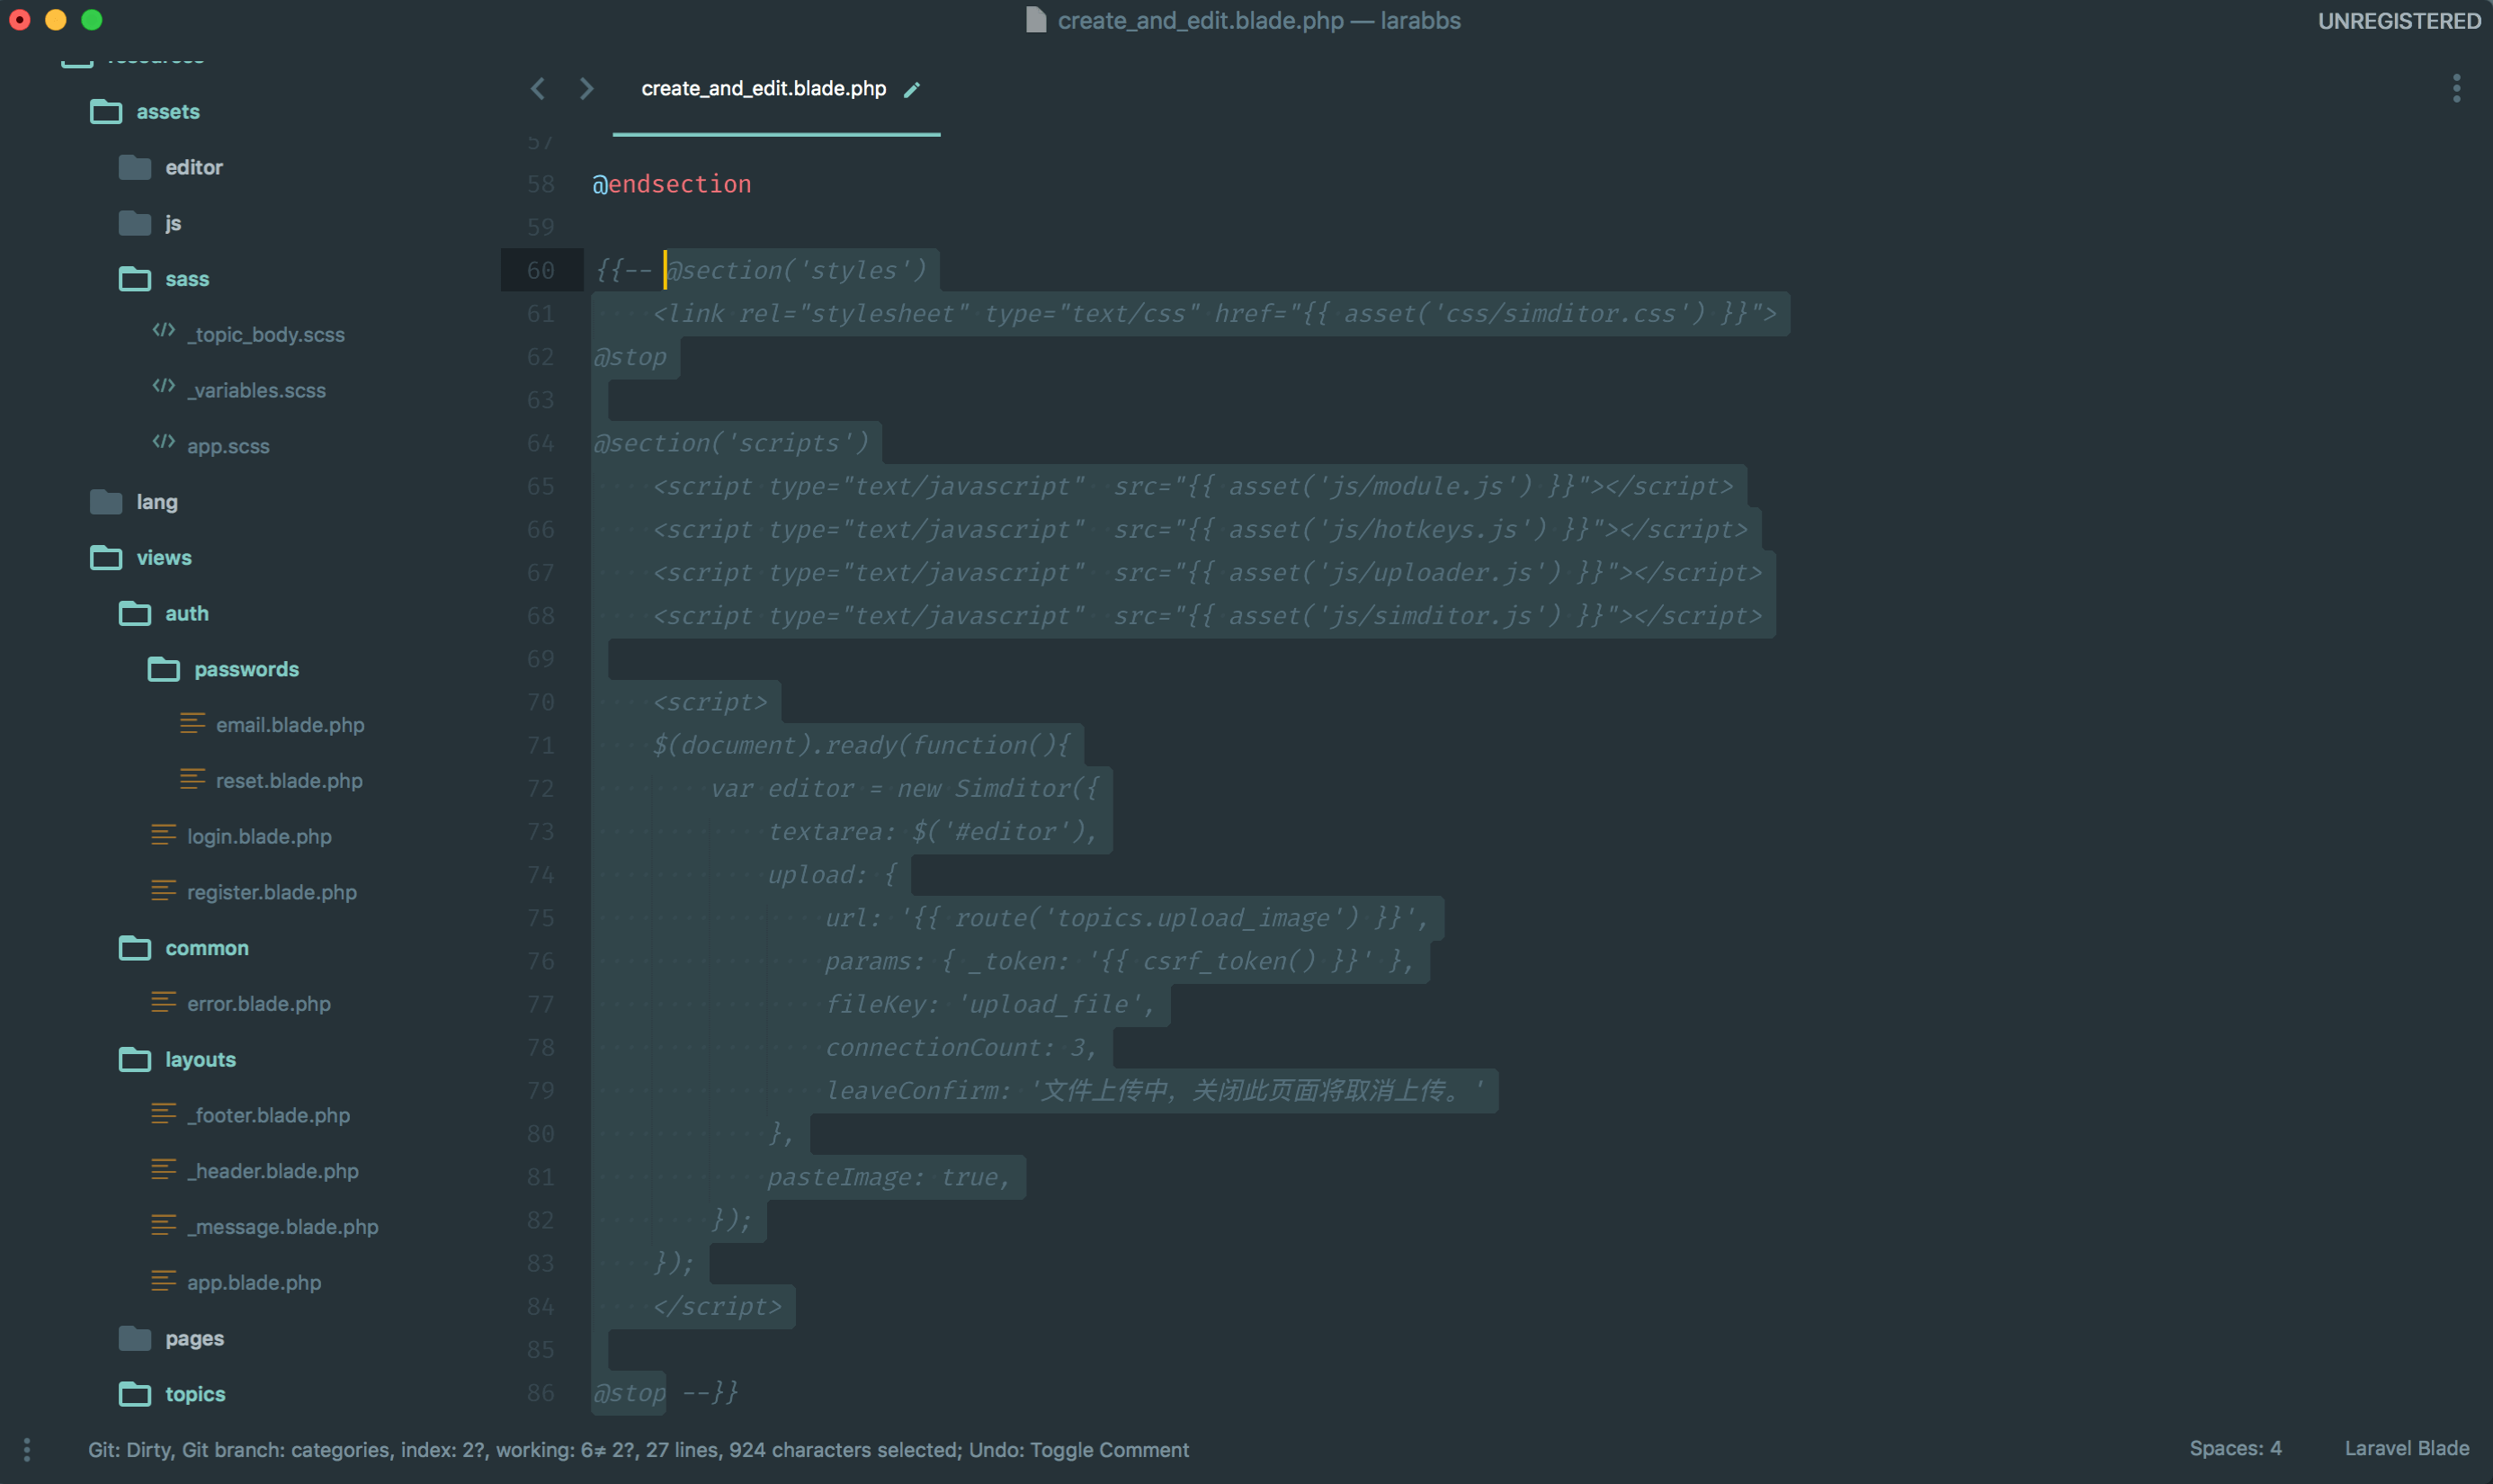 create_and_edit.blade.php — larabbs
UNREGISTERED
resources
assets
editor
js
sass
_topic_body.scss
_variables.scss
app.scss
lang
views
auth
passwords
email.blade.php
reset.blade.php
login.blade.php
register.blade.php
common
error.blade.php
layouts
_footer.blade.php
_header.blade.php
_message.blade.php
app.blade.php
pages
topics
create_and_edit.blade.php
57
58 @endsection
59
60 {{-- @section('styles')
61     <link rel="stylesheet" type="text/css" href="{{ asset('css/simditor.css') }}">
62 @stop
63
64 @section('scripts')
65     <script type="text/javascript"  src="{{ asset('js/module.js') }}"></script>
66     <script type="text/javascript"  src="{{ asset('js/hotkeys.js') }}"></script>
67     <script type="text/javascript"  src="{{ asset('js/uploader.js') }}"></script>
68     <script type="text/javascript"  src="{{ asset('js/simditor.js') }}"></script>
69
70     <script>
71     $(document).ready(function(){
72         var editor = new Simditor({
73             textarea: $('#editor'),
74             upload: {
75                 url: '{{ route('topics.upload_image') }}',
76                 params: { _token: '{{ csrf_token() }}' },
77                 fileKey: 'upload_file',
78                 connectionCount: 3,
79                 leaveConfirm: '文件上传中，关闭此页面将取消上传。'
80             },
81             pasteImage: true,
82         });
83     });
84     </script>
85
86 @stop --}}
Git: Dirty, Git branch: categories, index: 2?, working: 6≠ 2?, 27 lines, 924 characters selected; Undo: Toggle Comment
Spaces: 4
Laravel Blade